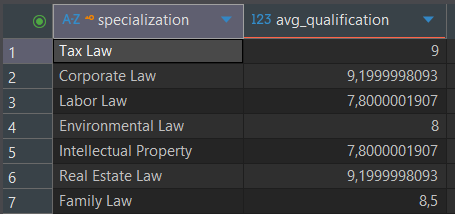 A-Z specialization 123 avg_qualification
1 Tax Law 9
2 Corporate Law 9,1999998093
3 Labor Law 7,8000001907
4 Environmental Law 8
5 Intellectual Property 7,8000001907
6 Real Estate Law 9,1999998093
7 Family Law 8,5